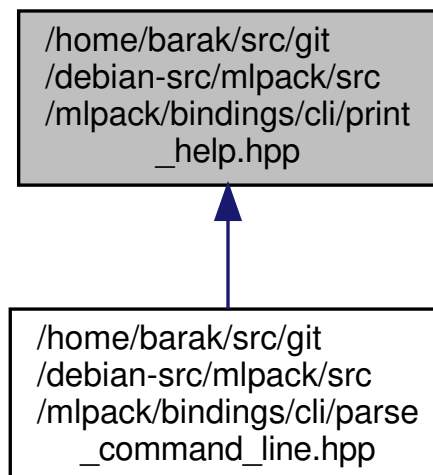 /home/barak/src/git
/debian-src/mlpack/src
/mlpack/bindings/cli/print
_help.hpp
/home/barak/src/git
/debian-src/mlpack/src
/mlpack/bindings/cli/parse
_command_line.hpp